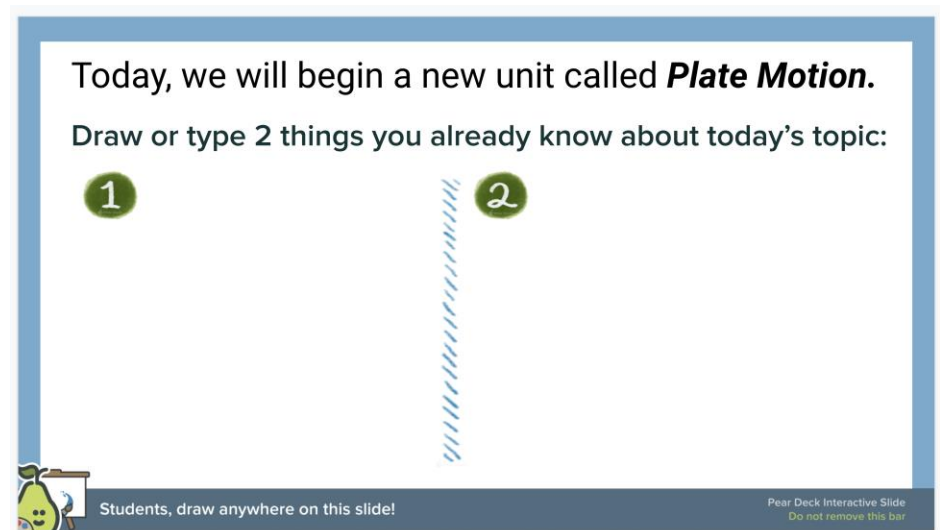 Today, we will begin a new unit called Plate Motion.
Draw or type 2 things you already know about today's topic:
1
2
Students, draw anywhere on this slide!
Pear Deck Interactive Slide
Do not remove this bar